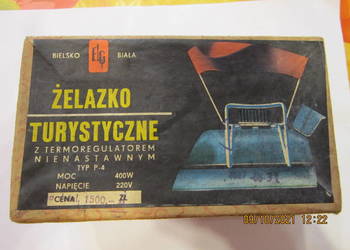 BIELSKO BIAŁA
ŻELAZKO
TURYSTYCZNE
Z TERMOREGULATOREM
NIENASTAWNYM
TYP P-4
MOC 400W
NAPIĘCIE 220V
CENA 1500,- ZŁ
09/10/2021 12:22